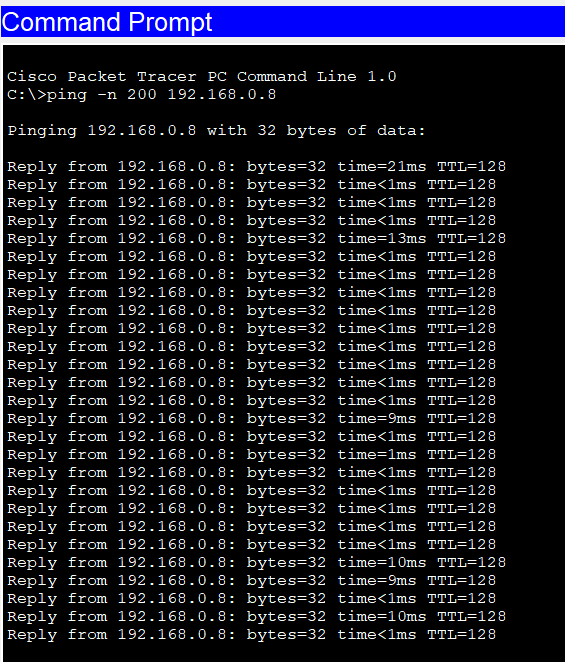 Command Prompt
Cisco Packet Tracer PC Command Line 1.0
C:\>ping -n 200 192.168.0.8
Pinging 192.168.0.8 with 32 bytes of data:
Reply from 192.168.0.8: bytes=32 time=21ms TTL=128
Reply from 192.168.0.8: bytes=32 time<1ms TTL=128
Reply from 192.168.0.8: bytes=32 time<1ms TTL=128
Reply from 192.168.0.8: bytes=32 time<1ms TTL=128
Reply from 192.168.0.8: bytes=32 time=13ms TTL=128
Reply from 192.168.0.8: bytes=32 time<1ms TTL=128
Reply from 192.168.0.8: bytes=32 time<1ms TTL=128
Reply from 192.168.0.8: bytes=32 time<1ms TTL=128
Reply from 192.168.0.8: bytes=32 time<1ms TTL=128
Reply from 192.168.0.8: bytes=32 time<1ms TTL=128
Reply from 192.168.0.8: bytes=32 time<1ms TTL=128
Reply from 192.168.0.8: bytes=32 time<1ms TTL=128
Reply from 192.168.0.8: bytes=32 time<1ms TTL=128
Reply from 192.168.0.8: bytes=32 time<1ms TTL=128
Reply from 192.168.0.8: bytes=32 time=9ms TTL=128
Reply from 192.168.0.8: bytes=32 time<1ms TTL=128
Reply from 192.168.0.8: bytes=32 time=1ms TTL=128
Reply from 192.168.0.8: bytes=32 time<1ms TTL=128
Reply from 192.168.0.8: bytes=32 time<1ms TTL=128
Reply from 192.168.0.8: bytes=32 time<1ms TTL=128
Reply from 192.168.0.8: bytes=32 time<1ms TTL=128
Reply from 192.168.0.8: bytes=32 time<1ms TTL=128
Reply from 192.168.0.8: bytes=32 time=10ms TTL=128
Reply from 192.168.0.8: bytes=32 time=9ms TTL=128
Reply from 192.168.0.8: bytes=32 time<1ms TTL=128
Reply from 192.168.0.8: bytes=32 time=10ms TTL=128
Reply from 192.168.0.8: bytes=32 time<1ms TTL=128